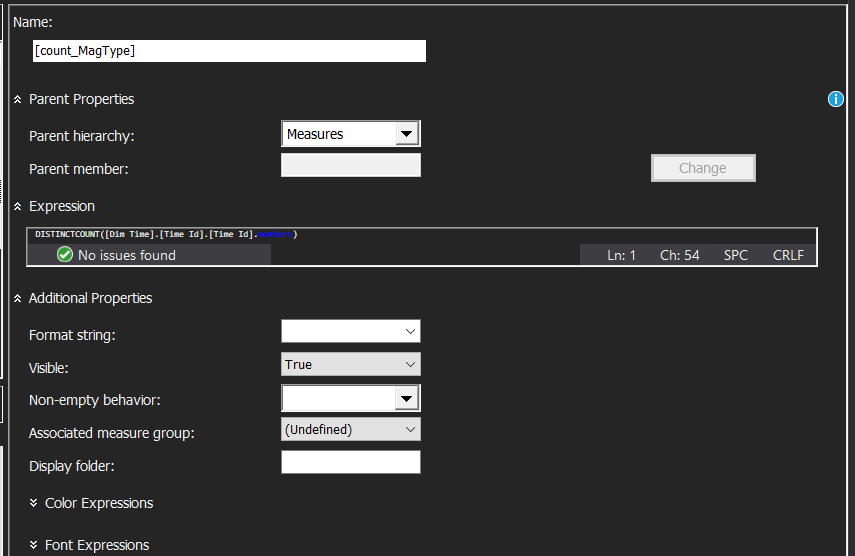 Name:
[count_MagType]
Parent Properties
Parent hierarchy:
Measures
Parent member:
Change
Expression
DISTINCTCOUNT([Dim Time].[Time Id].[Time Id].
)
No issues found
Ln: 1
Ch: 54
SPC
CRLF
Additional Properties
Format string:
Visible:
True
Non-empty behavior:
Associated measure group:
(Undefined)
Display folder:
Color Expressions
Font Expressions